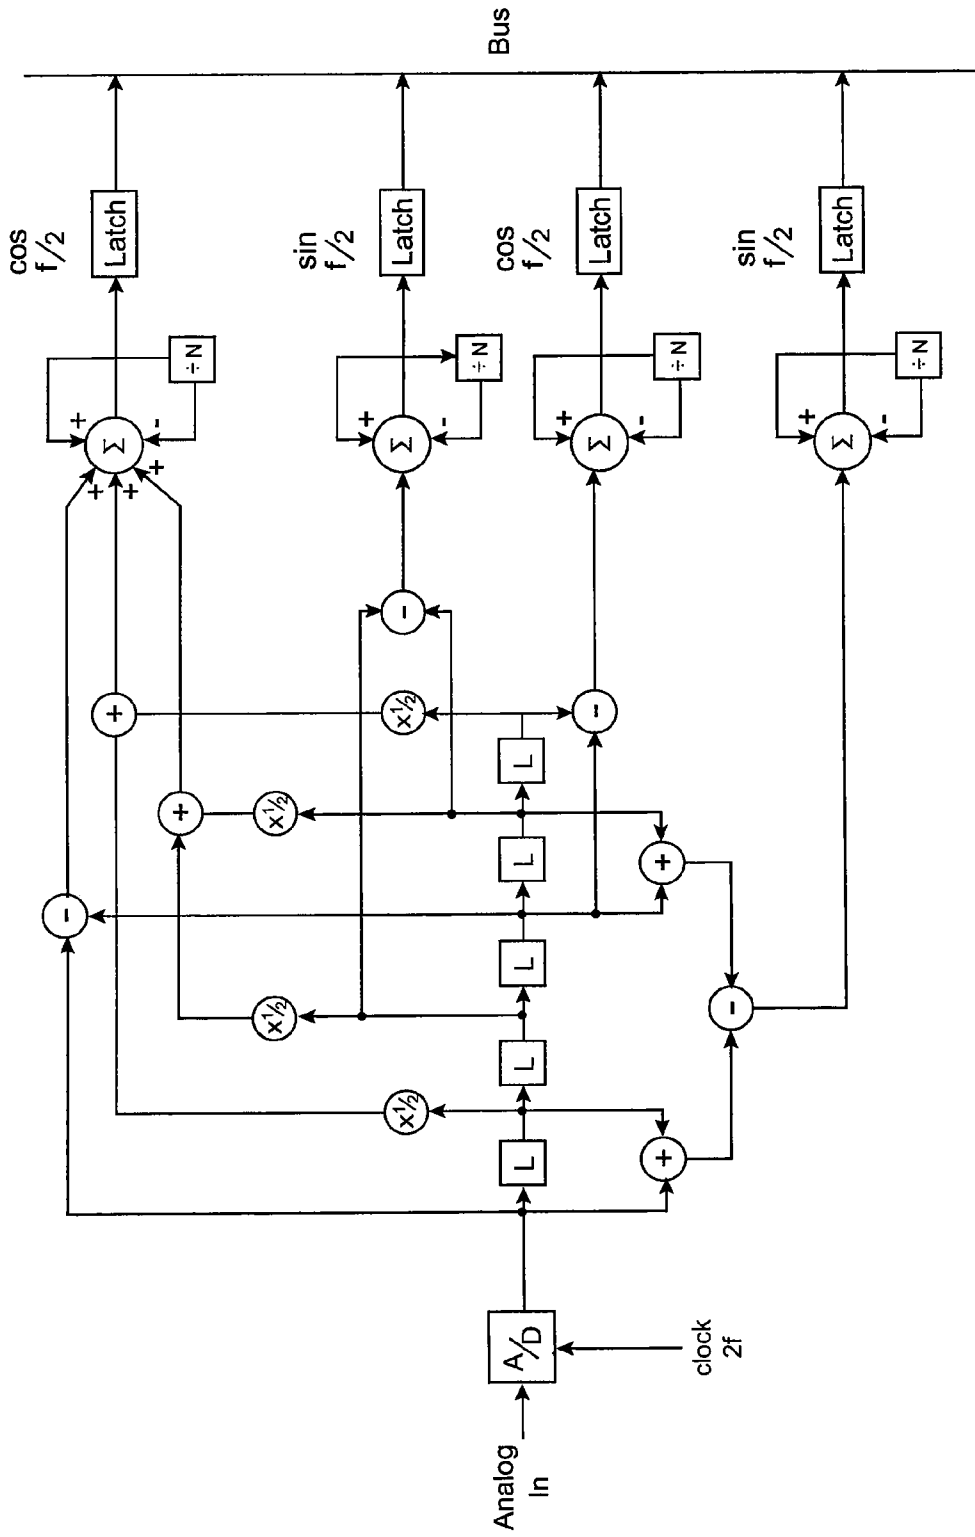 cos
f/2
Latch
÷N
Σ
+
-
+
+
+
+
-
+
x½
x½
sin
f/2
Latch
÷N
Σ
+
-
-
x½
x½
Bus
cos
f/2
Latch
÷N
Σ
+
-
-
L
L
L
L
L
sin
f/2
Latch
÷N
Σ
+
-
+
+
-
A/D
clock
2f
Analog
In